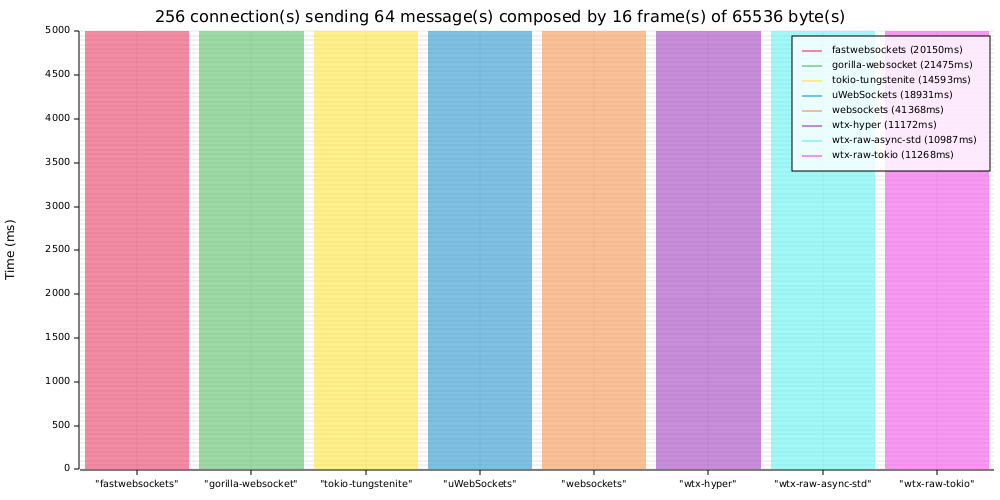 256 connection(s) sending 64 message(s) composed by 16 frame(s) of 65536 byte(s)
Time (ms)
5000
4500
4000
3500
3000
2500
2000
1500
1000
500
0
fastwebsockets (20150ms)
gorilla-websocket (21475ms)
tokio-tungstenite (14593ms)
uWebSockets (18931ms)
websockets (41368ms)
wtx-hyper (11172ms)
wtx-raw-async-std (10987ms)
wtx-raw-tokio (11268ms)
"fastwebsockets" "gorilla-websocket" "tokio-tungstenite" "uWebSockets" "websockets" "wtx-hyper" "wtx-raw-async-std" "wtx-raw-tokio"